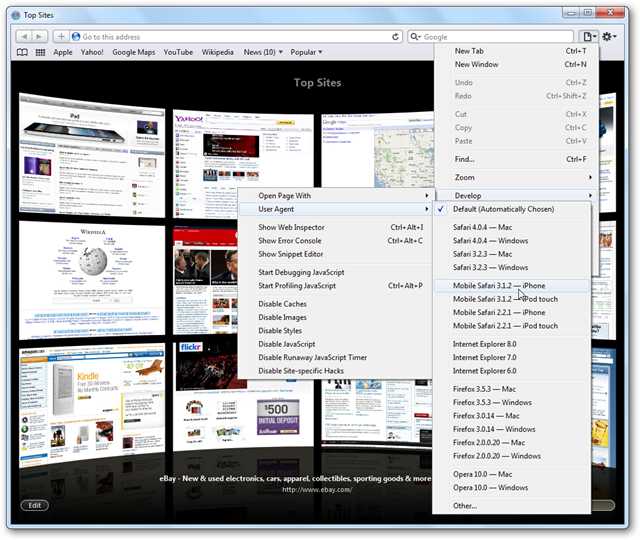 Top Sites
Go to this address
Google
Apple
Yahoo!
Google Maps
YouTube
Wikipedia
News (10)
Popular
Top Sites
New Tab Ctrl+T
New Window Ctrl+N
Undo Ctrl+Z
Redo Ctrl+Shift+Z
Cut Ctrl+X
Copy Ctrl+C
Paste Ctrl+V
Find... Ctrl+F
Zoom
Develop
Open Page With
User Agent
Show Web Inspector Ctrl+Alt+I
Show Error Console Ctrl+Alt+C
Show Snippet Editor
Start Debugging JavaScript
Start Profiling JavaScript Ctrl+Alt+P
Disable Caches
Disable Images
Disable Styles
Disable JavaScript
Disable Runaway JavaScript Timer
Disable Site-specific Hacks
Default (Automatically Chosen)
Safari 4.0.4 — Mac
Safari 4.0.4 — Windows
Safari 3.2.3 — Mac
Safari 3.2.3 — Windows
Mobile Safari 3.1.2 — iPhone
Mobile Safari 3.1.2 — iPod touch
Mobile Safari 2.2.1 — iPhone
Mobile Safari 2.2.1 — iPod touch
Internet Explorer 8.0
Internet Explorer 7.0
Internet Explorer 6.0
Firefox 3.5.3 — Mac
Firefox 3.5.3 — Windows
Firefox 3.0.14 — Mac
Firefox 3.0.14 — Windows
Firefox 2.0.0.20 — Mac
Firefox 2.0.0.20 — Windows
Opera 10.0 — Mac
Opera 10.0 — Windows
Other...
iPad
YAHOO!
WIKIPEDIA
amazon.com
Kindle
flickr
$500
INITIAL DEPOSIT
eBay - New & used electronics, cars, apparel, collectibles, sporting goods & more
http://www.ebay.com/
Edit